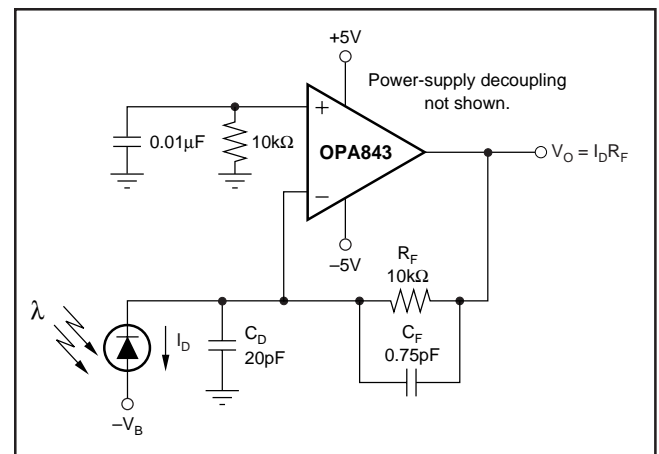 +5V
Power-supply decoupling
not shown.
+
0.01µF
10kΩ
OPA843
V_O = I_DR_F
–
–5V
R_F
10kΩ
λ
I_D
C_D
20pF
C_F
0.75pF
–V_B